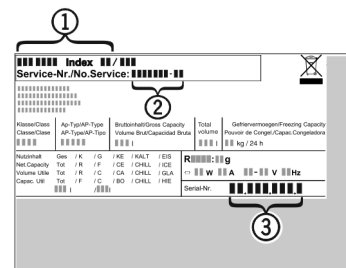 1
Index /
Service-Nr./No.Service: -
2
Klasse/Class Ap-Typ/AP-Type Bruttoinhalt/Gross Capacity Total Gefriervermoegen/Freezing Capacity
Classe/Clase AP-Type/AP-Tipo Volume Brut/Capacidad Bruta volume Pouvoir de Congel./Capac.Congeladora
l l kg / 24 h
Nutzinhalt Ges / K / G / KE / KALT / EIS
Net.Capacity Tot / R / F / CE / CHILL / ICE
Volume Utile Tot / R / C / CA / CHILL / GLA
Capac. Util Tot / F / C / BO / CHILL / HIE
l / l
R : g
W A - V Hz
Serial-Nr. . . .
3